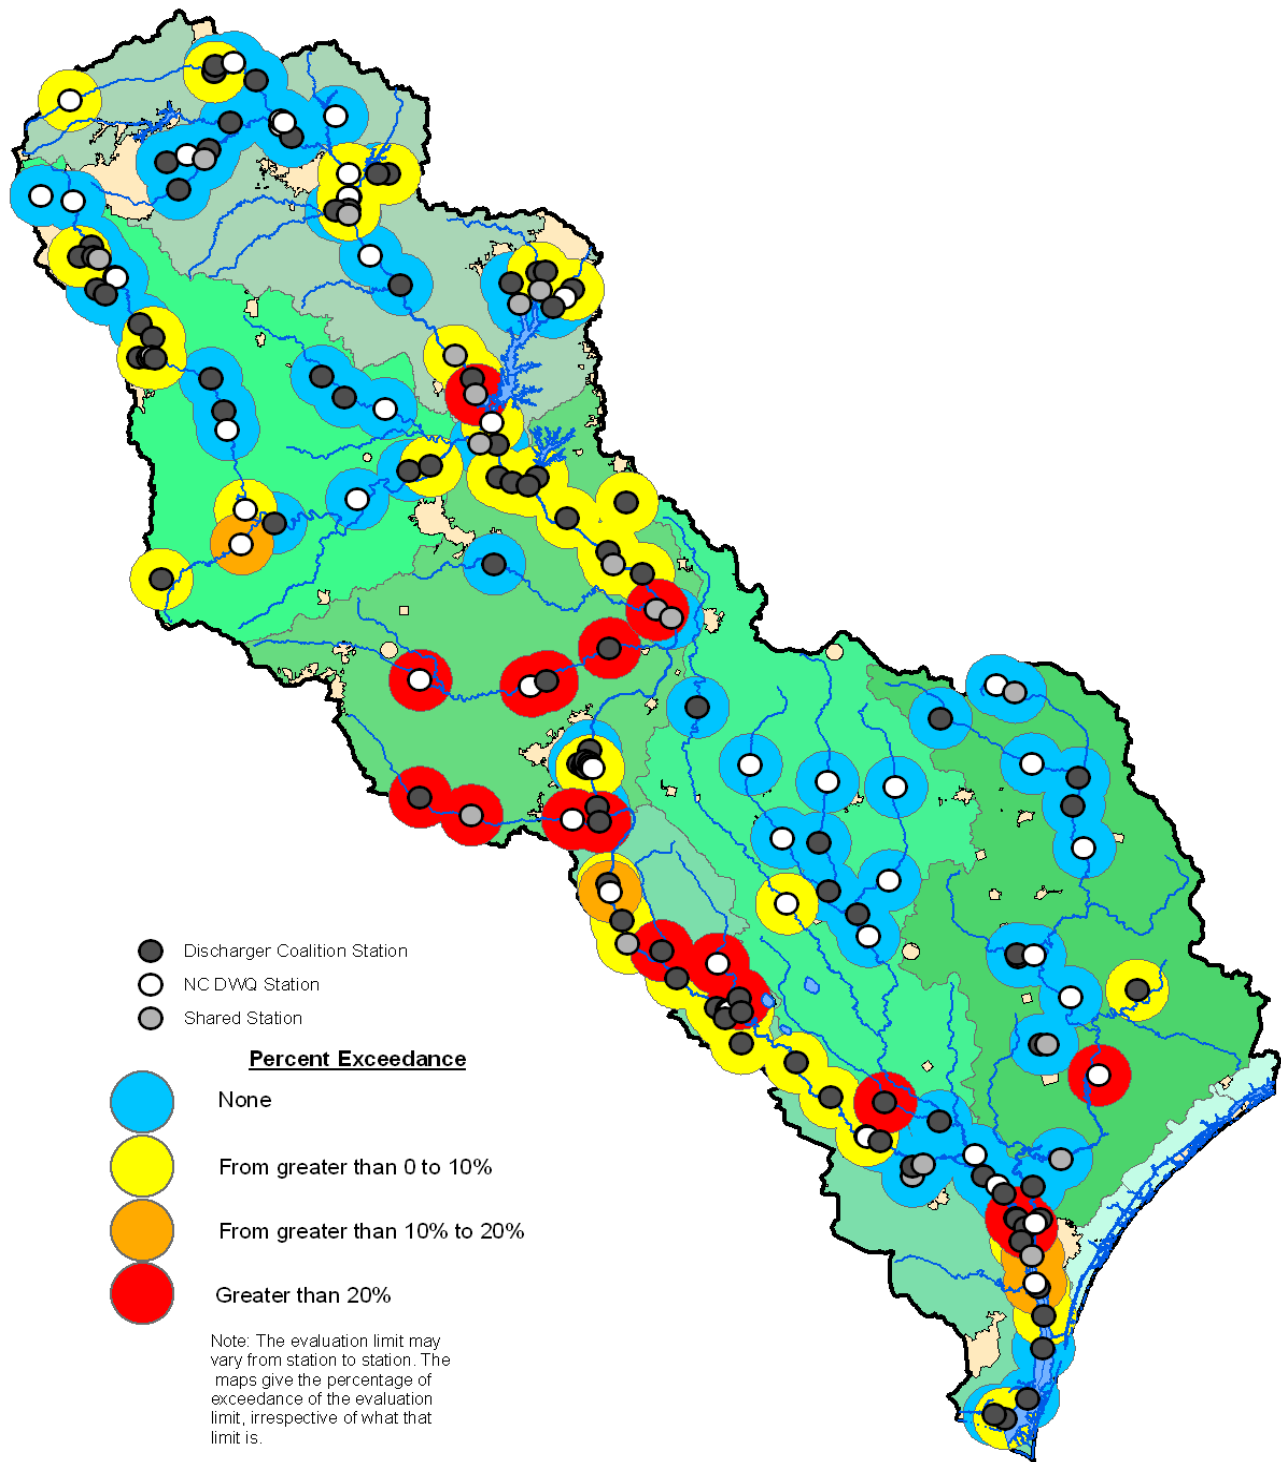 Discharger Coalition Station
NC DWQ Station
Shared Station
Percent Exceedance
None
From greater than 0 to 10%
From greater than 10% to 20%
Greater than 20%
Note: The evaluation limit may
vary from station to station. The
maps give the percentage of
exceedance of the evaluation
limit, irrespective of what that
limit is.